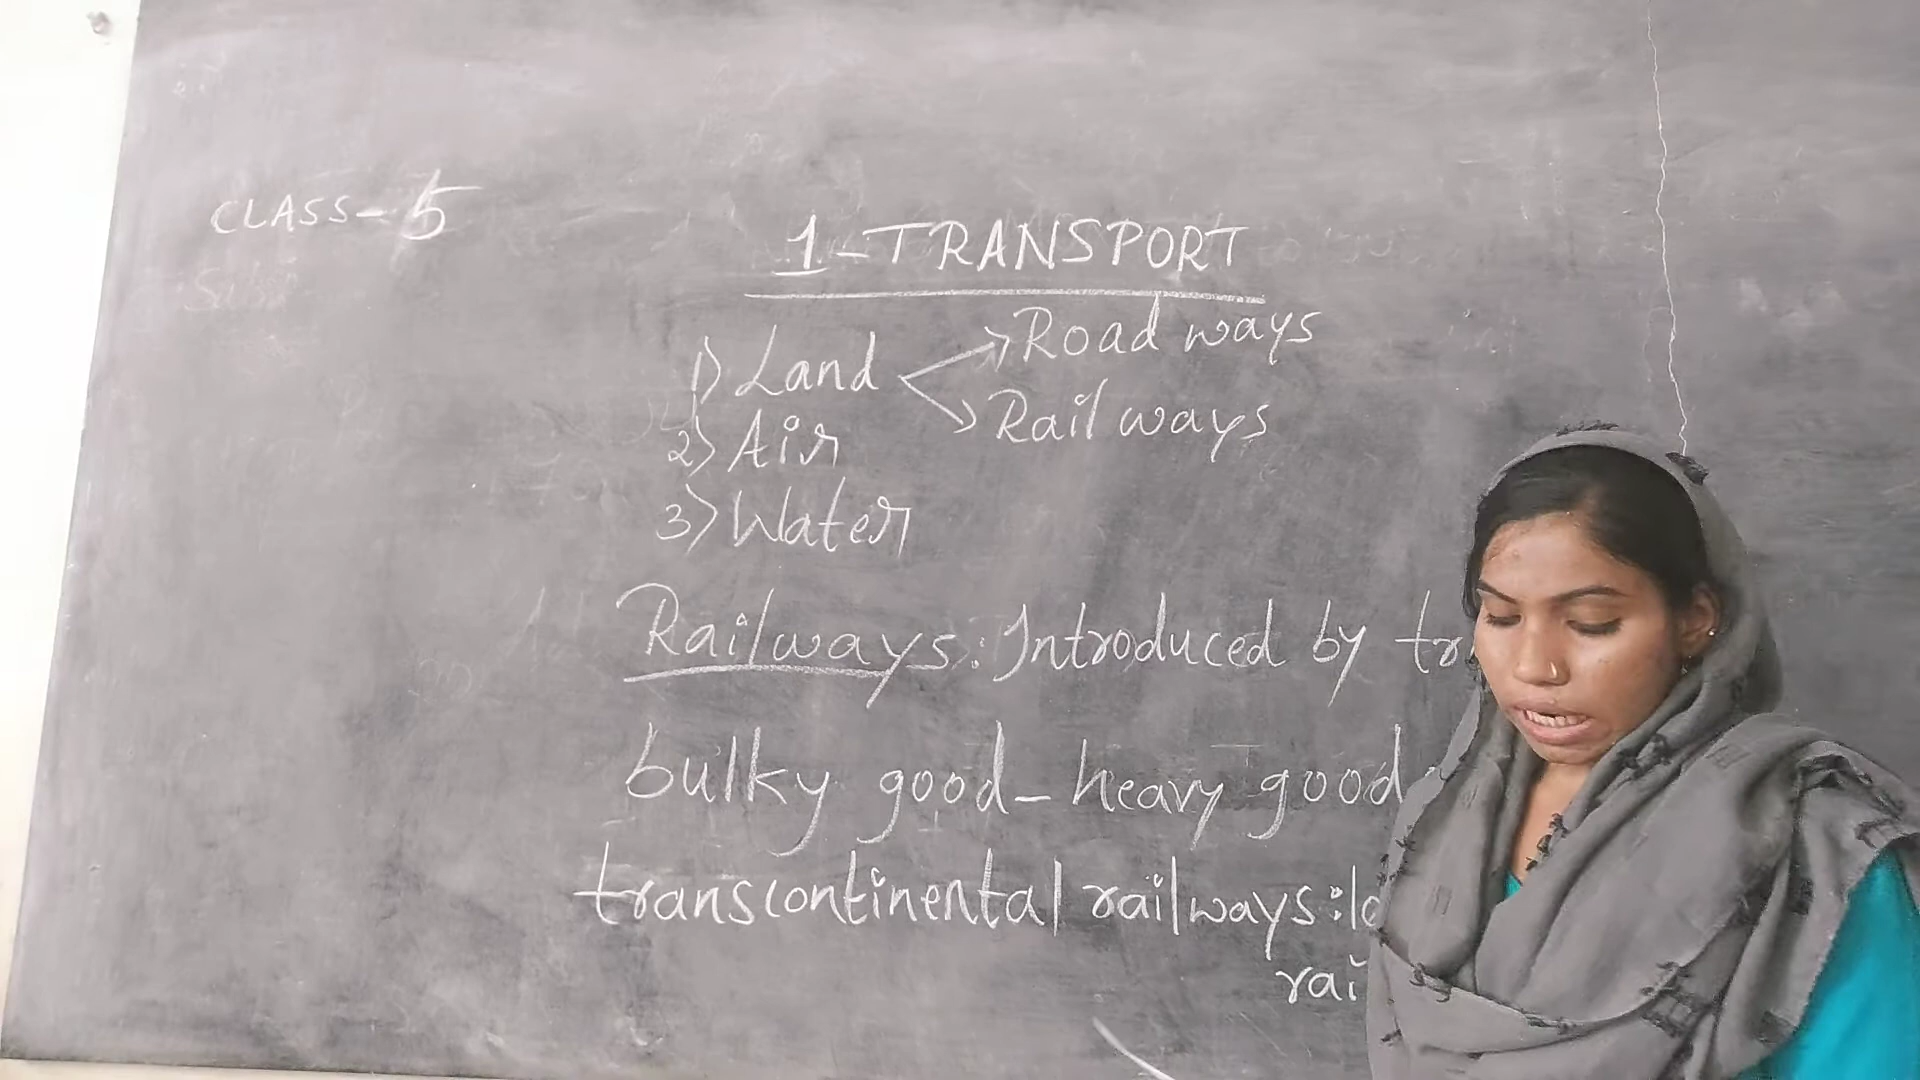 CLASS-5
1-TRANSPORT
1) Land
Road ways
Rail ways
2) Air
3) Water
Railways: Introduced by
bulky good - heavy good
transcontinental railways: